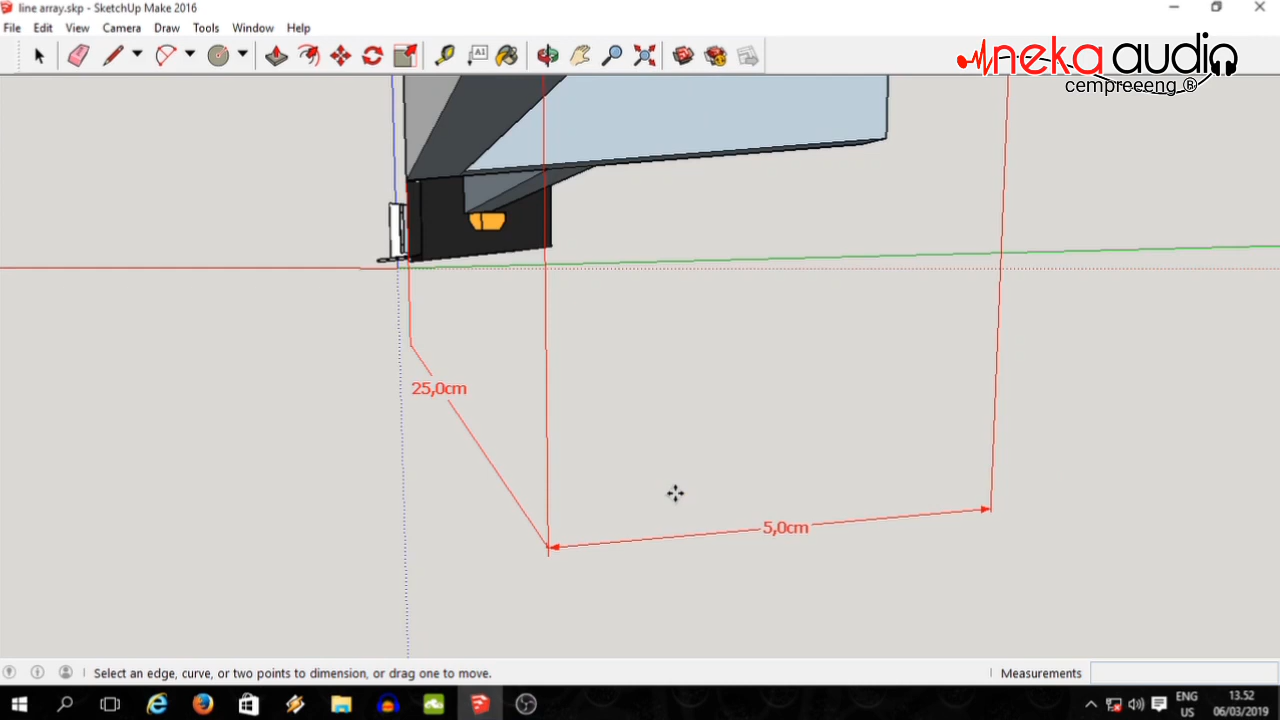 line array.skp - SketchUp Make 2016
File Edit View Camera Draw Tools Window Help
A1
neka audio
cempreeeng ®
25,0cm
5,0cm
Select an edge, curve, or two points to dimension, or drag one to move.
Measurements
ENG
US
13.52
06/03/2019